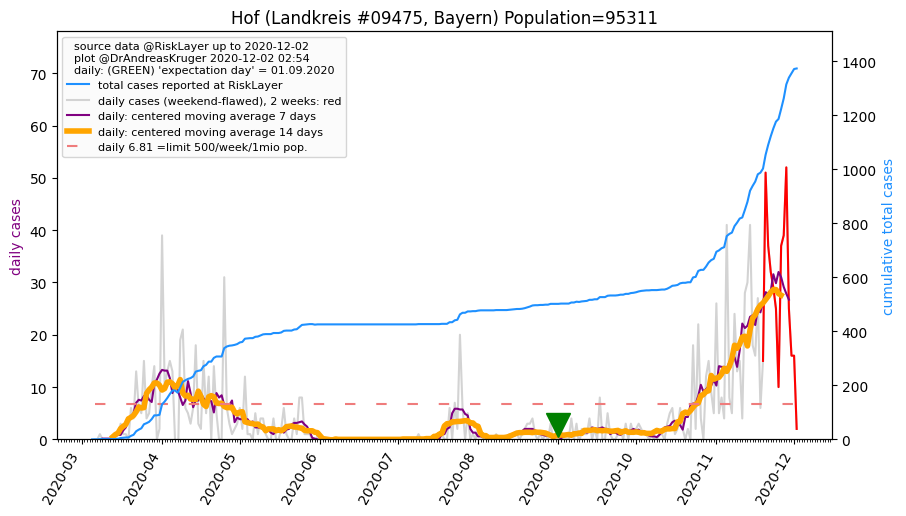 Hof (Landkreis #09475, Bayern) Population=95311
source data @RiskLayer up to 2020-12-02
plot @DrAndreasKruger 2020-12-02 02:54
daily: (GREEN) 'expectation day' = 01.09.2020
total cases reported at RiskLayer
daily cases (weekend-flawed), 2 weeks: red
daily: centered moving average 7 days
daily: centered moving average 14 days
daily 6.81 =limit 500/week/1mio pop.
daily cases
70
60
50
40
30
20
10
0
cumulative total cases
1400
1200
1000
800
600
400
200
0
2020-03
2020-04
2020-05
2020-06
2020-07
2020-08
2020-09
2020-10
2020-11
2020-12